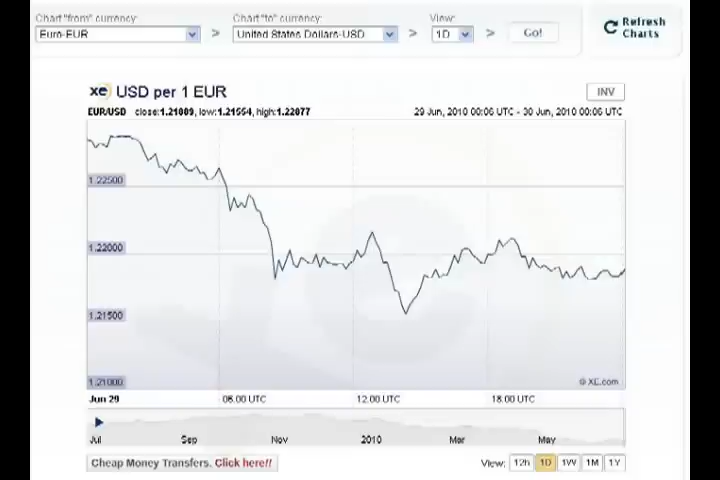 Chart "from" currency: Chart "to" currency: View:
Euro-EUR > United States Dollars-USD > 1D > Go!
Refresh
Charts
xe USD per 1 EUR INV
EUR/USD close:1.21809, low:1.21554, high:1.22877 29 Jun, 2010 00:06 UTC - 30 Jun, 2010 00:06 UTC
1.22500
1.22000
1.21500
1.21000
© XE.com
Jun 29 06:00 UTC 12:00 UTC 18:00 UTC
Jul Sep Nov 2010 Mar May
Cheap Money Transfers. Click here!! View: 12h 1D 1W 1M 1Y